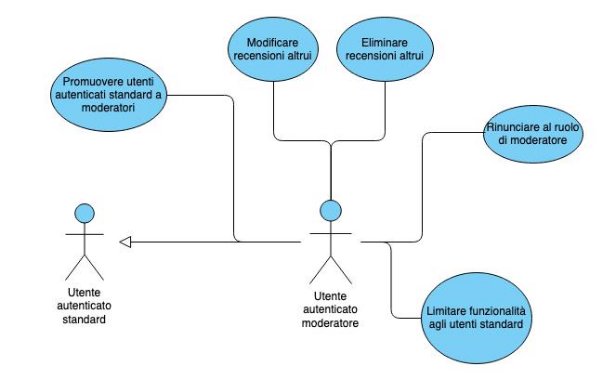 Modificare
recensioni altrui
Eliminare
recensioni altrui
Promuovere utenti
autenticati standard a
moderatori
Rinunciare al ruolo
di moderatore
Utente
autenticato
standard
Utente
autenticato
moderatore
Limitare funzionalità
agli utenti standard